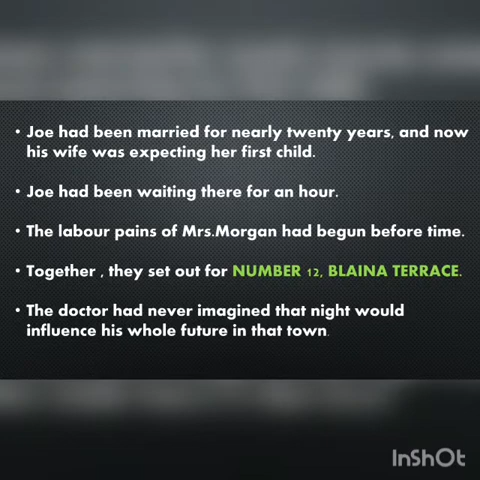 • Joe had been married for nearly twenty years, and now
his wife was expecting her first child.
• Joe had been waiting there for an hour.
• The labour pains of Mrs.Morgan had begun before time.
• Together , they set out for NUMBER 12, BLAINA TERRACE.
• The doctor had never imagined that night would
influence his whole future in that town.
InShOt